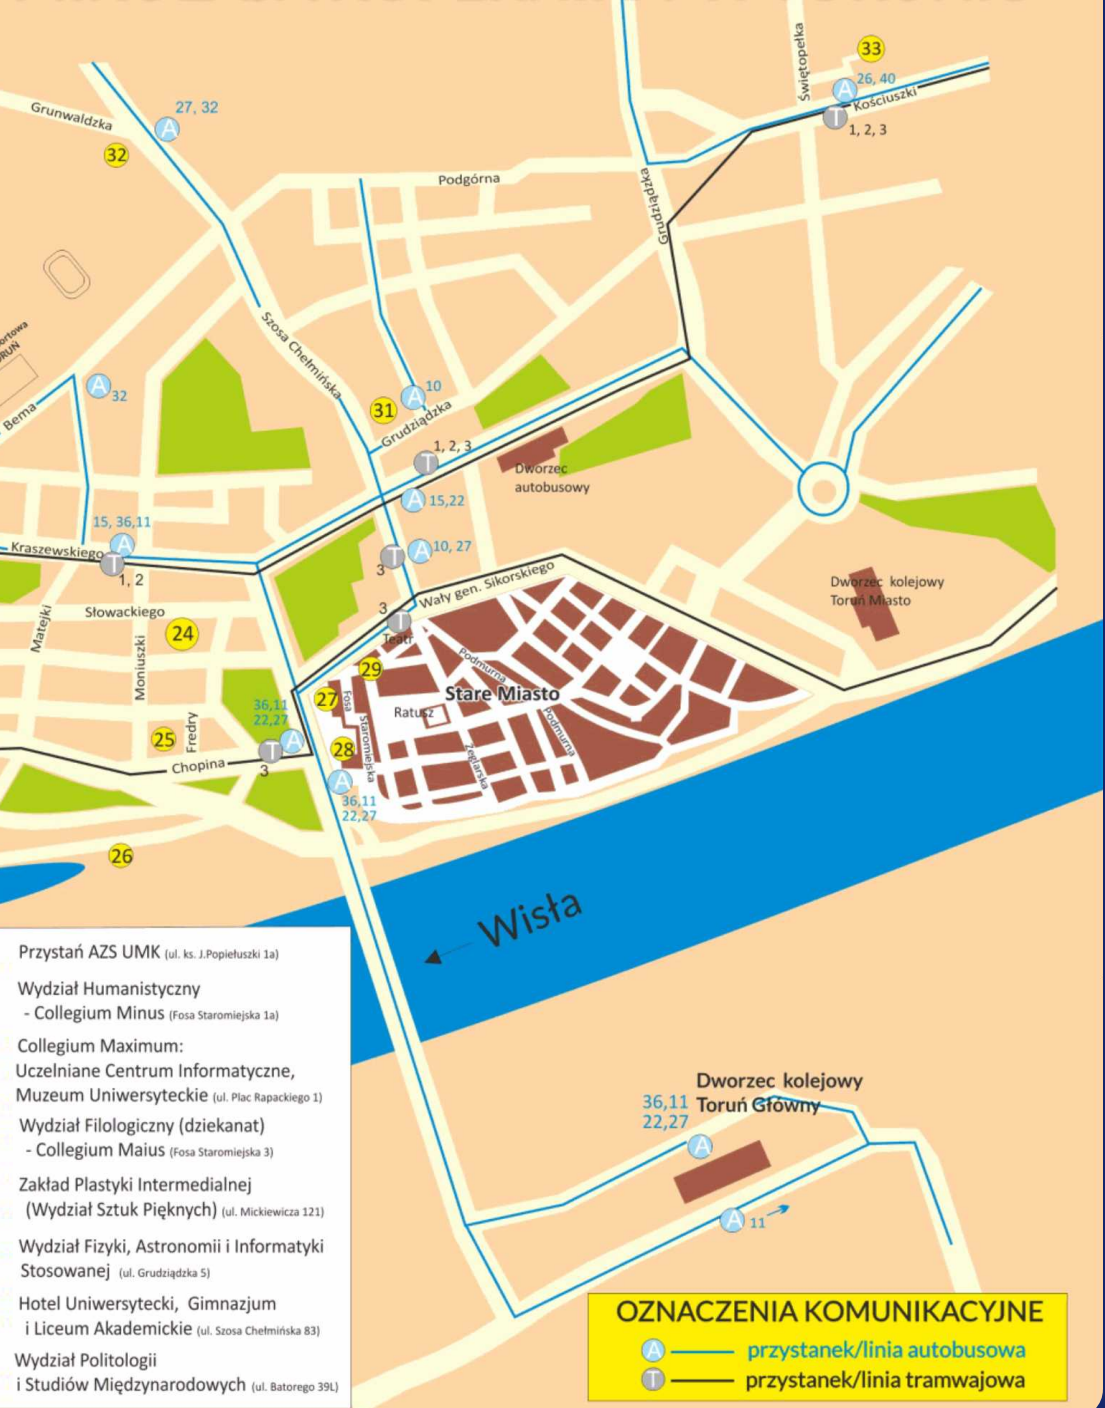 Świętopełka
33
26, 40
Kościuszki
1, 2, 3
Grunwaldzka
27, 32
32
Podgórna
Grudziądzka
Szosa Chełmińska
32
Bema
10
31
Grudziądzka
1, 2, 3
Dworzec
autobusowy
15,22
15, 36,11
Kraszewskiego
1, 2
10, 27
3
Wały gen. Sikorskiego
Dworzec kolejowy
Toruń Miasto
Słowackiego
Matejki
24
Moniuszki
3
Teatr
29
Podmurna
Stare Miasto
27
Fosa
Staromiejska
Ratusz
Podmurna
Żeglarska
36,11
22,27
28
25
Fredry
Chopina
3
36,11
22,27
26
Wisła
Przystań AZS UMK (ul. ks. J.Popiełuszki 1a)
Wydział Humanistyczny
- Collegium Minus (Fosa Staromiejska 1a)
Collegium Maximum:
Uczelniane Centrum Informatyczne,
Muzeum Uniwersyteckie (ul. Plac Rapackiego 1)
Wydział Filologiczny (dziekanat)
- Collegium Maius (Fosa Staromiejska 3)
Zakład Plastyki Intermedialnej
(Wydział Sztuk Pięknych) (ul. Mickiewicza 121)
Wydział Fizyki, Astronomii i Informatyki
Stosowanej (ul. Grudziądzka 5)
Hotel Uniwersytecki, Gimnazjum
i Liceum Akademickie (ul. Szosa Chełmińska 83)
Wydział Politologii
i Studiów Międzynarodowych (ul. Batorego 39L)
Dworzec kolejowy
Toruń Główny
36,11
22,27
A
A 11
OZNACZENIA KOMUNIKACYJNE
A przystanek/linia autobusowa
T przystanek/linia tramwajowa